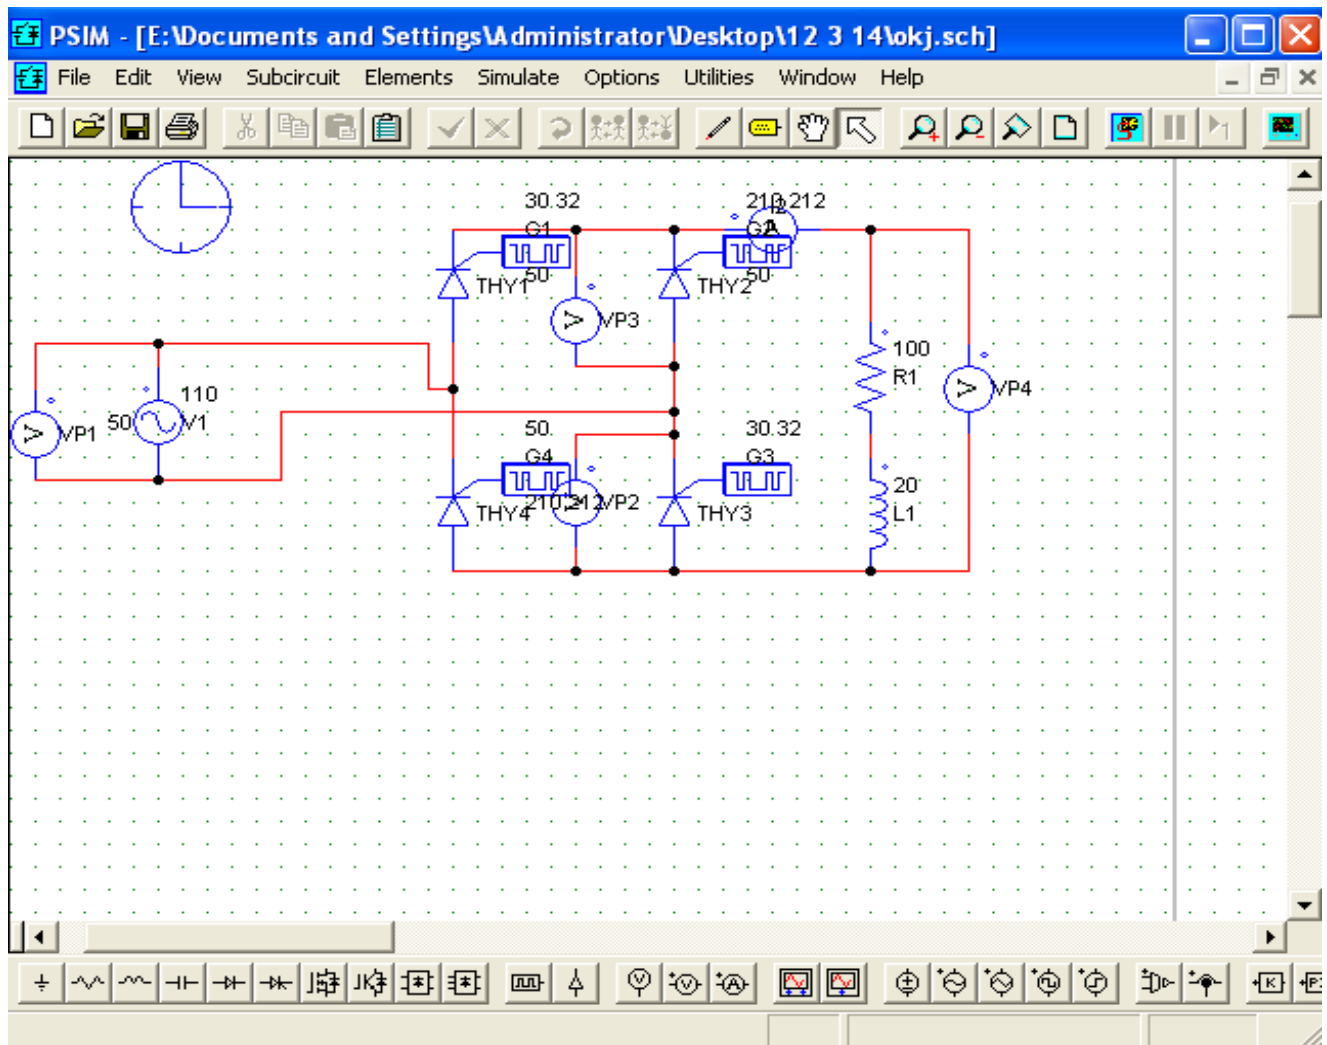 PSIM - [E:\Documents and Settings\Administrator\Desktop\12 3 14\okj.sch]
File Edit View Subcircuit Elements Simulate Options Utilities Window Help
30.32
G1
50.
THY1
210.212
G2
50.
THY2
A
VP3
100
R1
VP4
110
50
V1
VP1
50.
G4
210.212
THY4
VP2
30.32
G3
THY3
20
L1